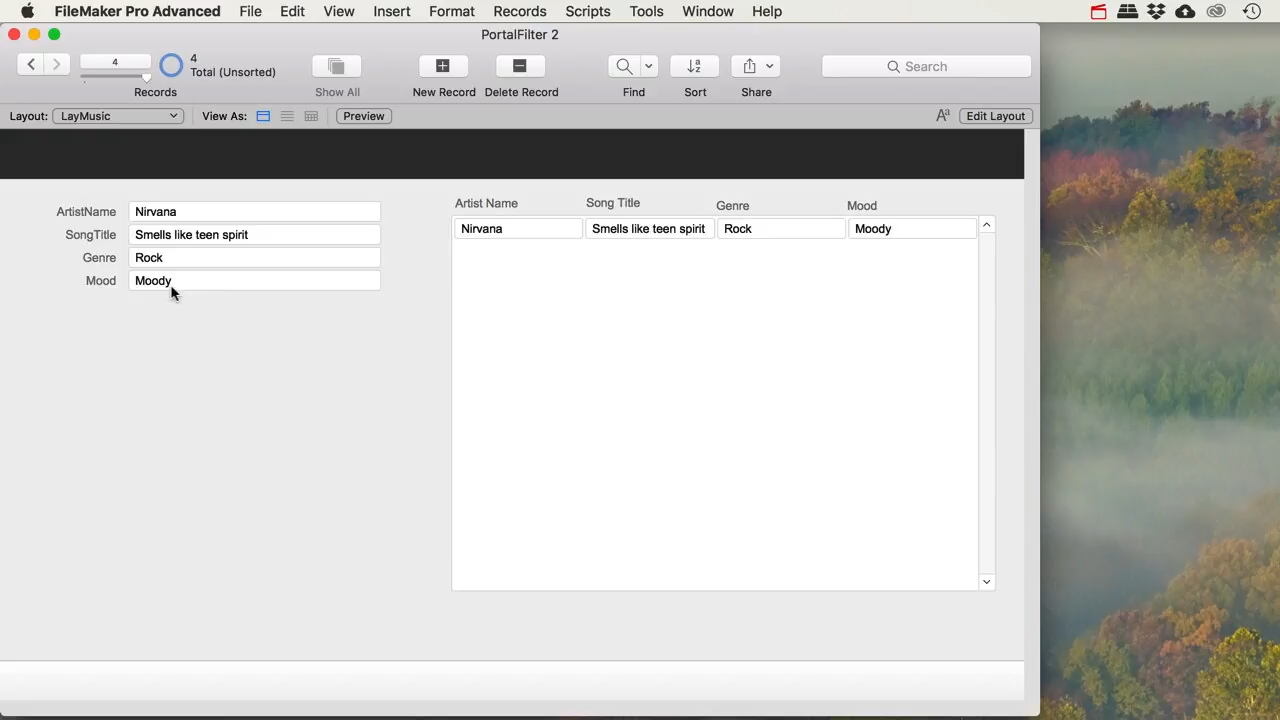 FileMaker Pro Advanced File Edit View Insert Format Records Scripts Tools Window Help
PortalFilter 2
4
4
Total (Unsorted)
Records
Show All
New Record
Delete Record
Find
Sort
Share
Search
Layout: LayMusic View As: Preview Aa Edit Layout
ArtistName Nirvana
SongTitle Smells like teen spirit
Genre Rock
Mood Moody
Artist Name Song Title Genre Mood
Nirvana Smells like teen spirit Rock Moody